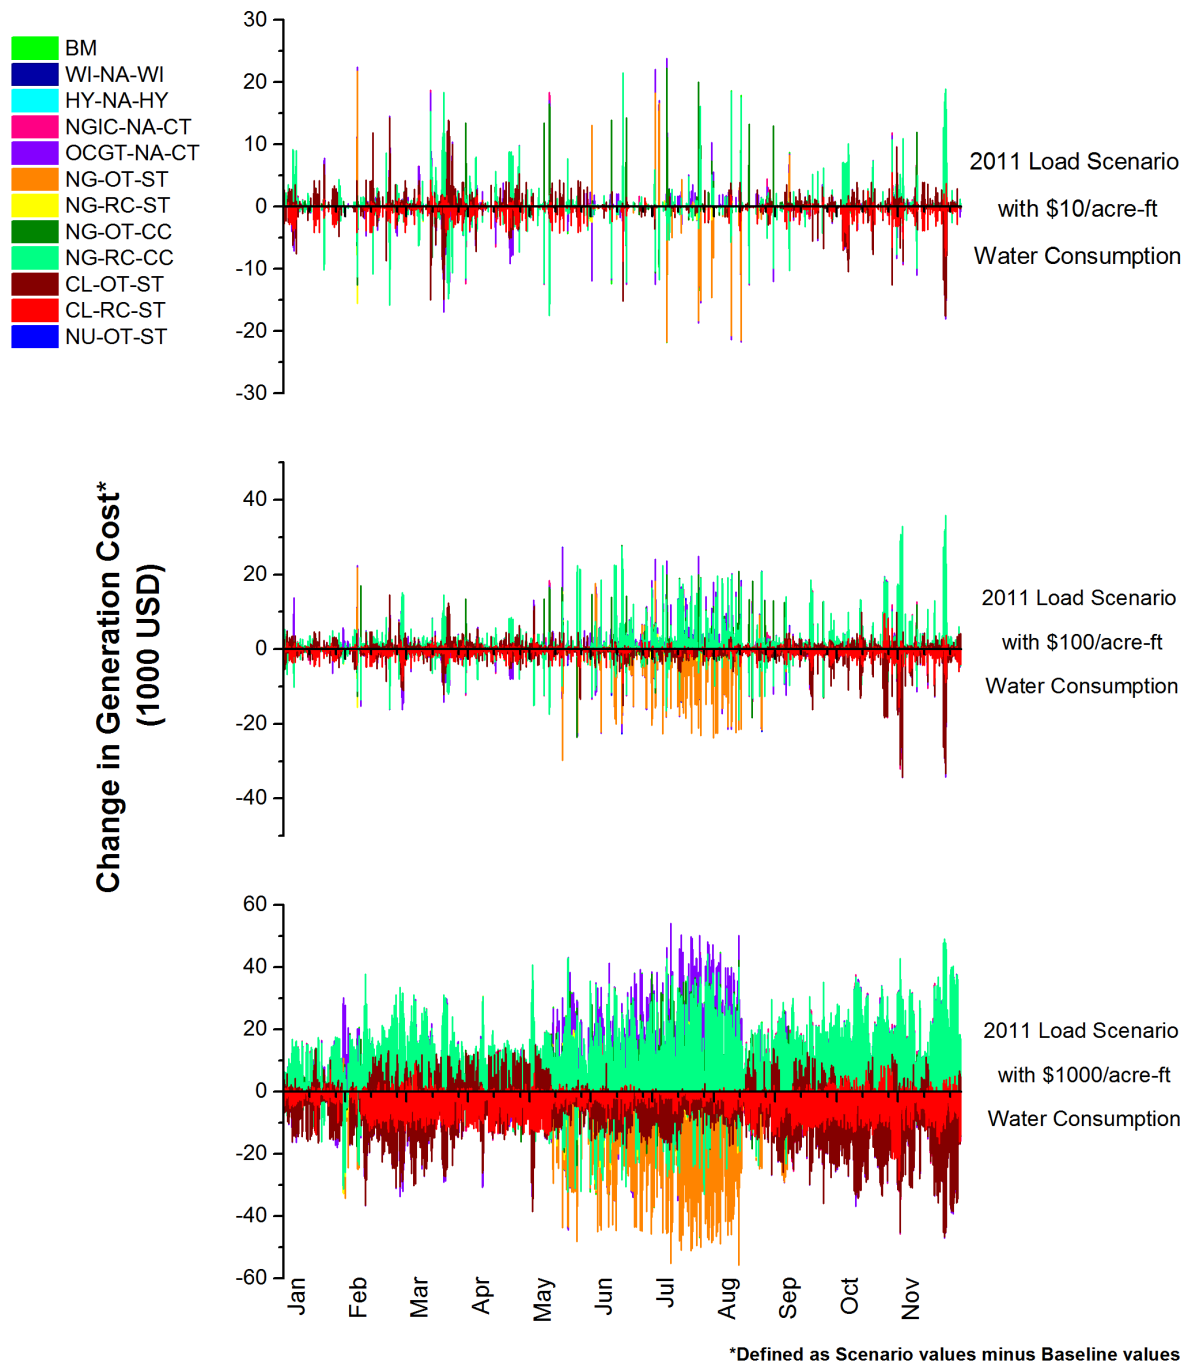 BM
WI-NA-WI
HY-NA-HY
NGIC-NA-CT
OCGT-NA-CT
NG-OT-ST
NG-RC-ST
NG-OT-CC
NG-RC-CC
CL-OT-ST
CL-RC-ST
NU-OT-ST
Change in Generation Cost*
(1000 USD)
30
20
10
0
-10
-20
-30
2011 Load Scenario
with $10/acre-ft
Water Consumption
40
20
0
-20
-40
2011 Load Scenario
with $100/acre-ft
Water Consumption
60
40
20
0
-20
-40
-60
2011 Load Scenario
with $1000/acre-ft
Water Consumption
Jan Feb Mar Apr May Jun Jul Aug Sep Oct Nov
*Defined as Scenario values minus Baseline values